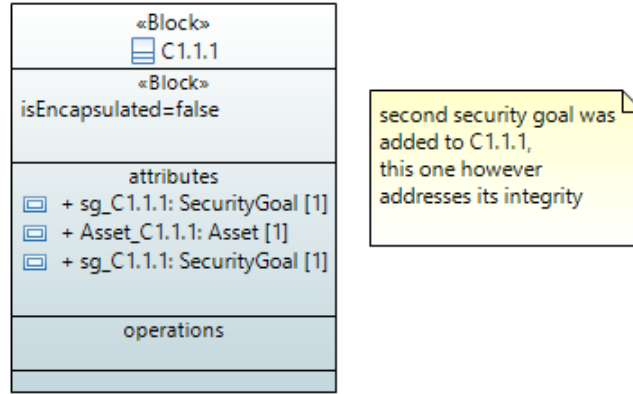 «Block»
C1.1.1
«Block»
isEncapsulated=false
attributes
+ sg_C1.1.1: SecurityGoal [1]
+ Asset_C1.1.1: Asset [1]
+ sg_C1.1.1: SecurityGoal [1]
operations
second security goal was
added to C1.1.1,
this one however
addresses its integrity